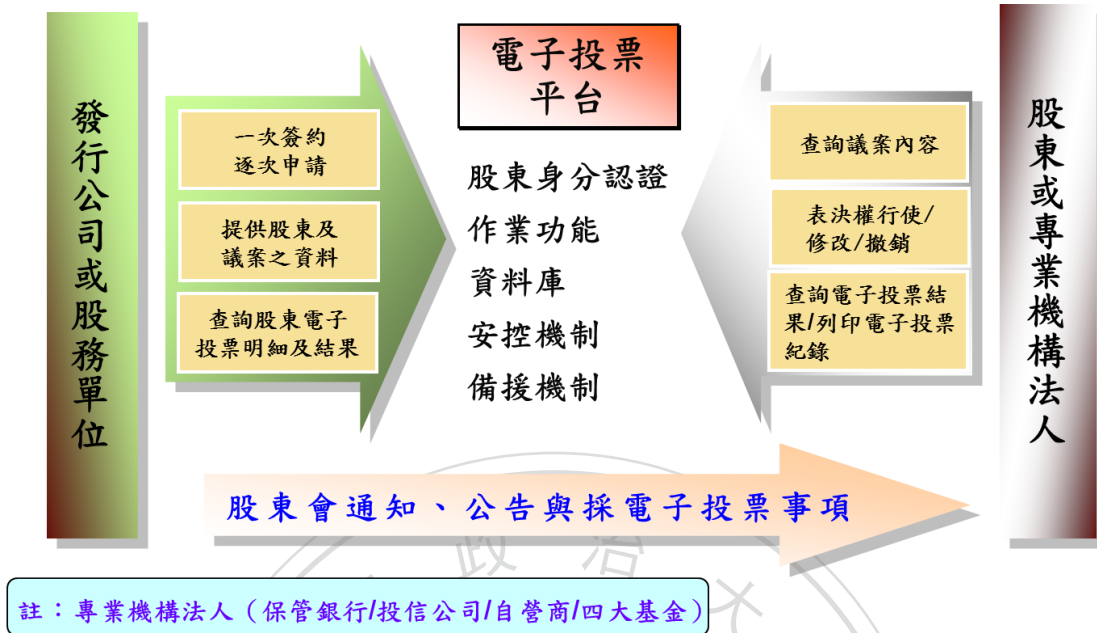 發行公司或股務單位
一次簽約
逐次申請
提供股東及
議案之資料
查詢股東電子
投票明細及結果
電子投票
平台
股東身分認證
作業功能
資料庫
安控機制
備援機制
查詢議案內容
表決權行使/
修改/撤銷
查詢電子投票結
果/列印電子投票
紀錄
股東或專業機構法人
股東會通知、公告與採電子投票事項
政治大
註：專業機構法人（保管銀行/投信公司/自營商/四大基金）